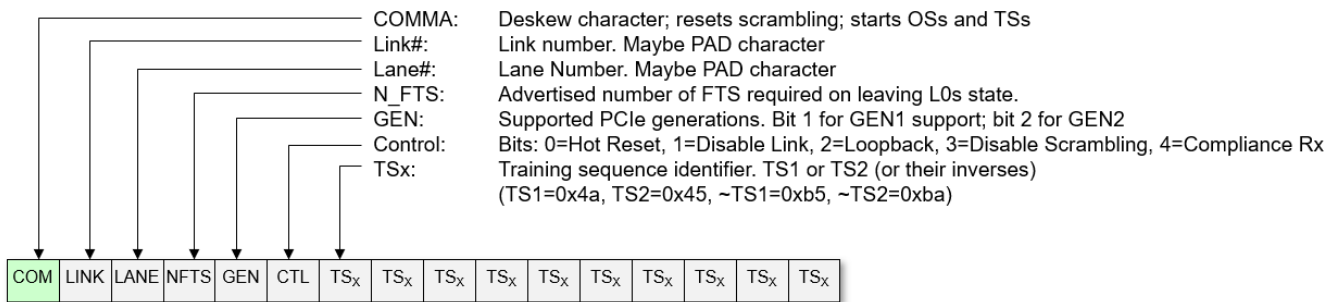 COMMA: Deskew character; resets scrambling; starts OSs and TSs
Link#: Link number. Maybe PAD character
Lane#: Lane Number. Maybe PAD character
N_FTS: Advertised number of FTS required on leaving L0s state.
GEN: Supported PCIe generations. Bit 1 for GEN1 support; bit 2 for GEN2
Control: Bits: 0=Hot Reset, 1=Disable Link, 2=Loopback, 3=Disable Scrambling, 4=Compliance Rx
TSx: Training sequence identifier. TS1 or TS2 (or their inverses)
(TS1=0x4a, TS2=0x45, ~TS1=0xb5, ~TS2=0xba)
COM LINK LANE NFTS GEN CTL TSX TSX TSX TSX TSX TSX TSX TSX TSX TSX